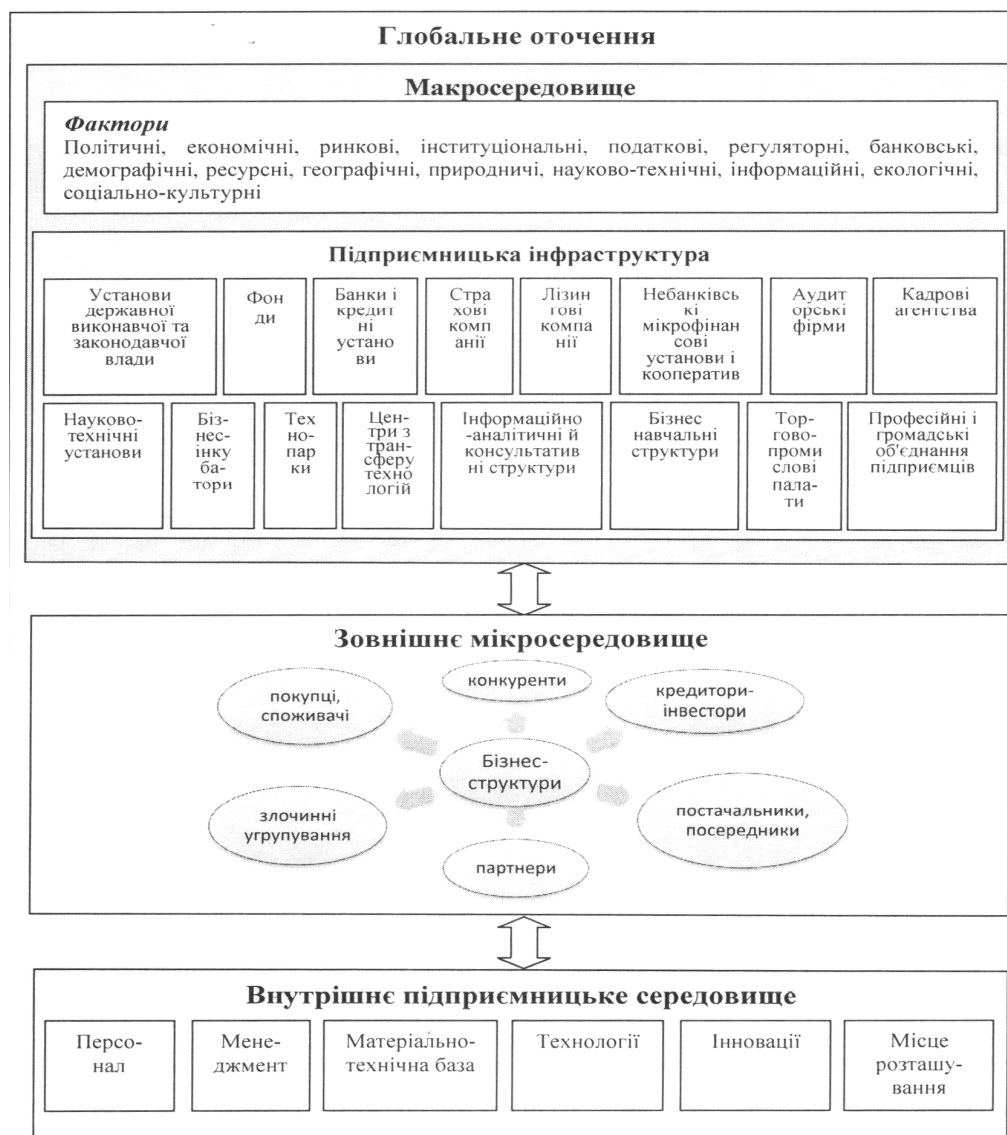 Глобальне оточення
Макросередовище
Фактори
Політичні, економічні, ринкові, інституціональні, податкові, регуляторні, банковські,
демографічні, ресурсні, географічні, природничі, науково-технічні, інформаційні, екологічні,
соціально-культурні
Підприємницька інфраструктура
Установи
державної
виконавчої та
законодавчої
влади
Фон
ди
Банки і
кредит
ні
устано
ви
Стра
хові
комп
анії
Лізин
гові
компа
нії
Небанківсь
кі
мікрофінан
сові
установи і
кооператив
Аудит
орські
фірми
Кадрові
агентства
Науково-
технічні
установи
Біз-
нес-
інку
ба-
тори
Тех
но-
пар
ки
Цен-
три з
тран-
сферу
техно
логій
Інформаційно
-аналітичні й
консультатив
ні структури
Бізнес
навчальні
структури
Тор-
гово-
проми
слові
пала-
ти
Професійні і
громадські
об'єднання
підприємців
Зовнішнє мікросередовище
конкуренти
покупці,
споживачі
кредитори-
інвестори
Бізнес-
структури
злочинні
угрупування
постачальники,
посередники
партнери
Внутрішнє підприємницьке середовище
Персо-
нал
Мене-
джмент
Матеріально-
технічна база
Технології
Інновації
Місце
розташу-
вання